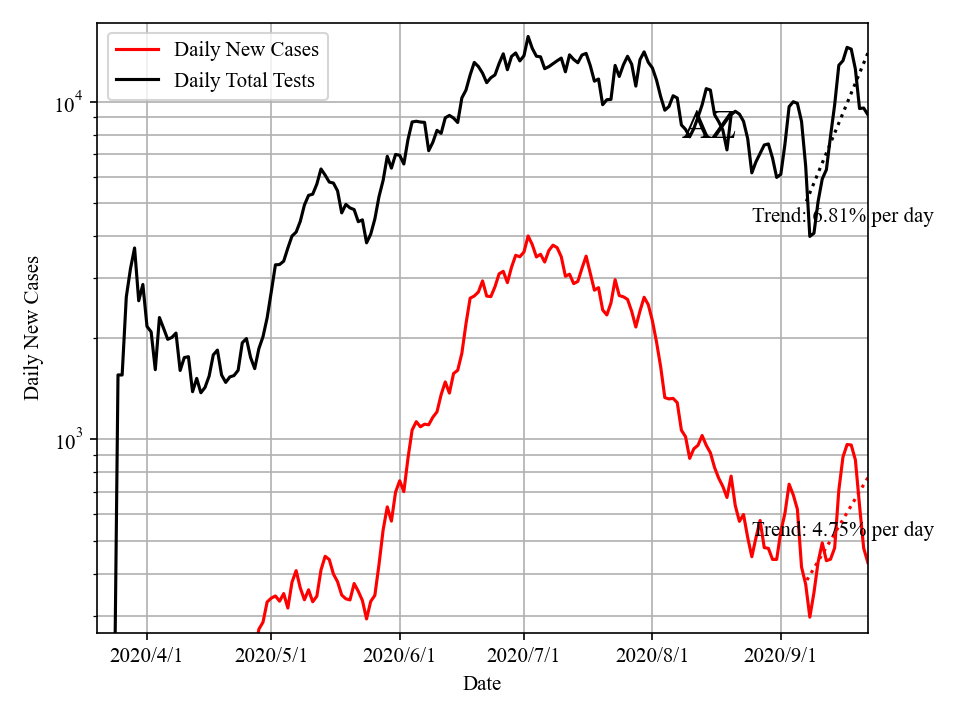 Daily New Cases
Daily Total Tests
10^4
AZ
Trend: 6.81% per day
Daily New Cases
10^3
Trend: 4.75% per day
2020/4/1 2020/5/1 2020/6/1 2020/7/1 2020/8/1 2020/9/1
Date